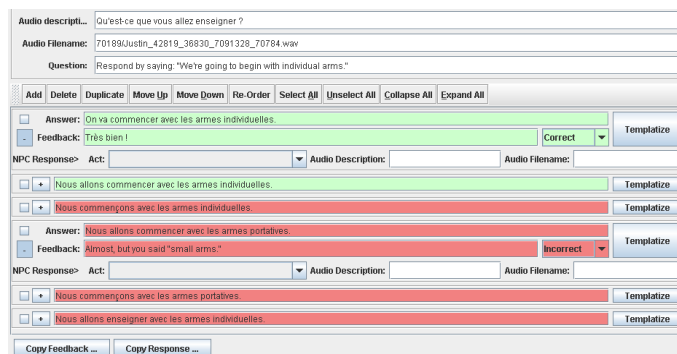 Audio descripti... Qu'est-ce que vous allez enseigner ?
Audio Filename: 70189/Justin_42819_36830_7091328_70784.wav
Question: Respond by saying: "We're going to begin with individual arms."
Add Delete Duplicate Move Up Move Down Re-Order Select All Unselect All Collapse All Expand All
Answer: On va commencer avec les armes individuelles.
Templatize
- Feedback: Très bien ! Correct
NPC Response> Act: Audio Description: Audio Filename:
+ Nous allons commencer avec les armes individuelles. Templatize
+ Nous commençons avec les armes individuelles. Templatize
Answer: Nous allons commencer avec les armes portatives.
Templatize
- Feedback: Almost, but you said "small arms." Incorrect
NPC Response> Act: Audio Description: Audio Filename:
+ Nous commençons avec les armes portatives. Templatize
+ Nous allons enseigner avec les armes individuelles. Templatize
Copy Feedback ... Copy Response ...